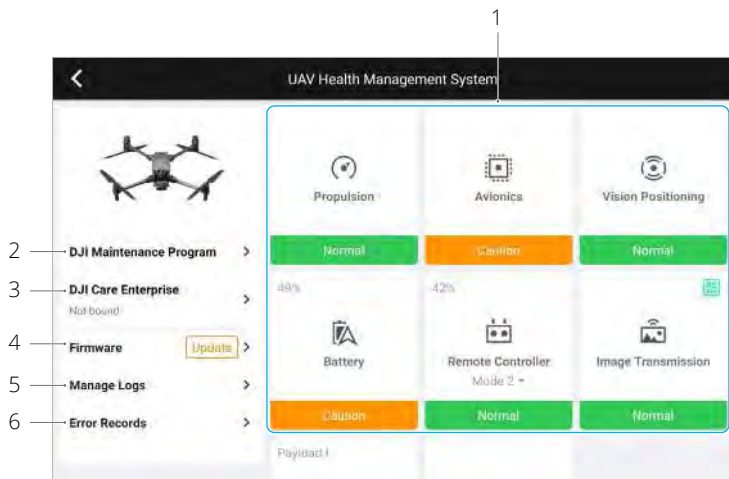 1
UAV Health Management System
Propulsion
Avionics
Vision Positioning
Normal
Caution
Normal
2
DJI Maintenance Program
3
DJI Care Enterprise
Not bound
4
Firmware
Update
5
Manage Logs
6
Error Records
49%
42%
Battery
Remote Controller
Image Transmission
Mode 2
Caution
Normal
Normal